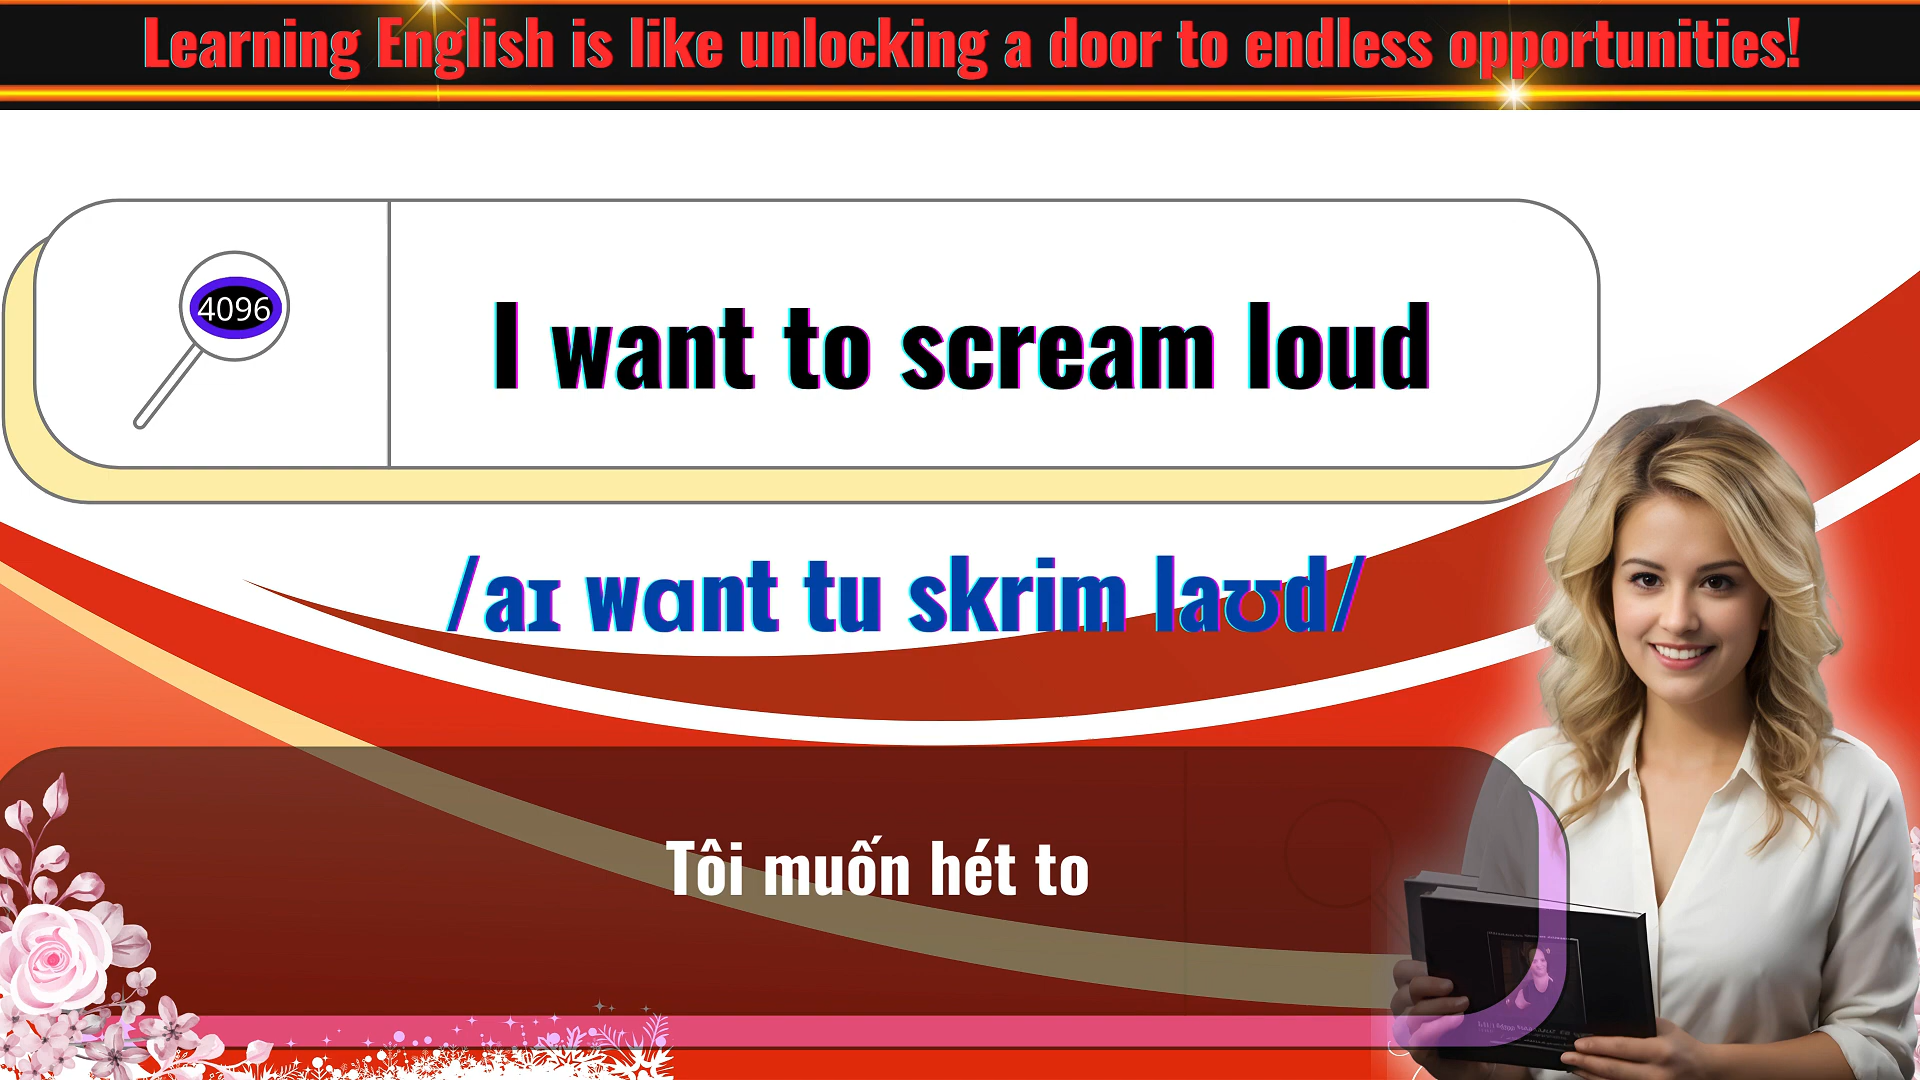 Learning English is like unlocking a door to endless opportunities!
4096
I want to scream loud
/aɪ wɑnt tu skrim laʊd/
Tôi muốn hét to